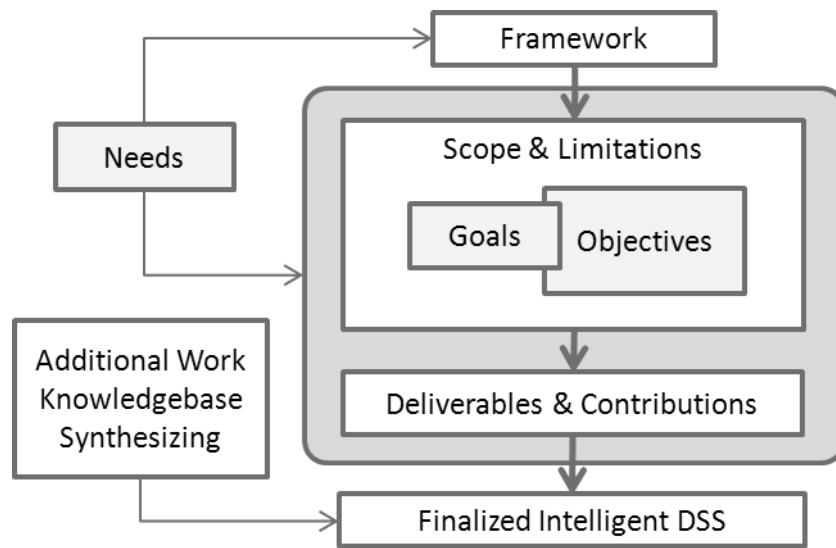 Framework
Needs
Scope & Limitations
Goals
Objectives
Additional Work
Knowledgebase
Synthesizing
Deliverables & Contributions
Finalized Intelligent DSS